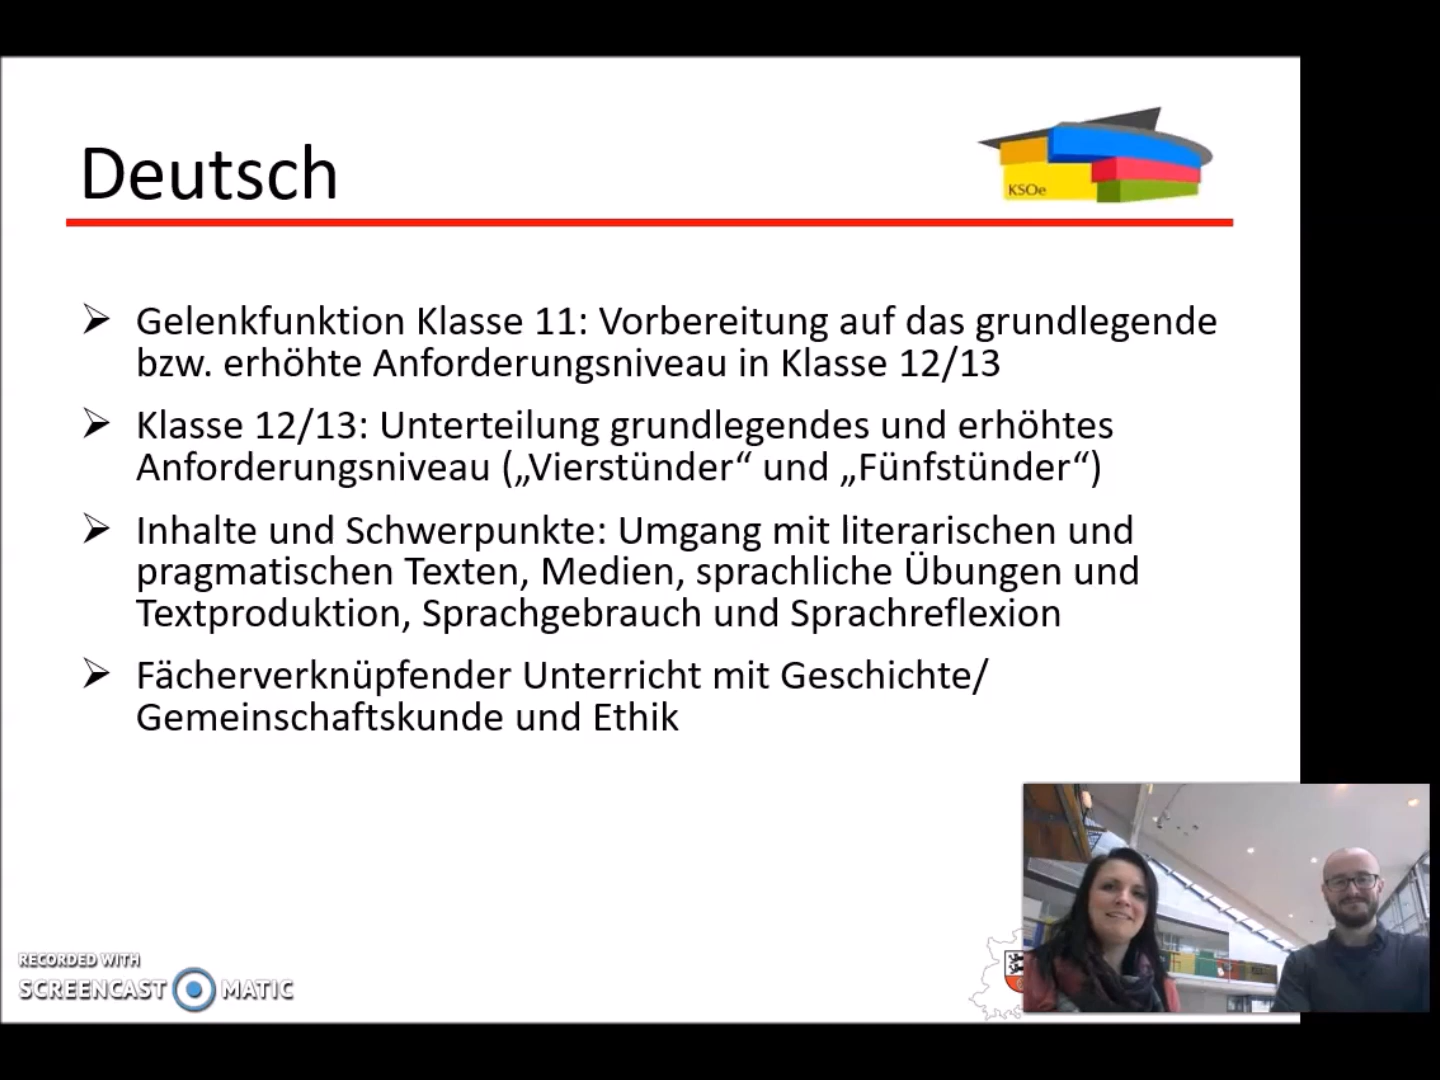 Deutsch
KSOe
➢ Gelenkfunktion Klasse 11: Vorbereitung auf das grundlegende
bzw. erhöhte Anforderungsniveau in Klasse 12/13
➢ Klasse 12/13: Unterteilung grundlegendes und erhöhtes
Anforderungsniveau („Vierstünder“ und „Fünfstünder“)
➢ Inhalte und Schwerpunkte: Umgang mit literarischen und
pragmatischen Texten, Medien, sprachliche Übungen und
Textproduktion, Sprachgebrauch und Sprachreflexion
➢ Fächerverknüpfender Unterricht mit Geschichte/
Gemeinschaftskunde und Ethik
RECORDED WITH
SCREENCAST MATIC